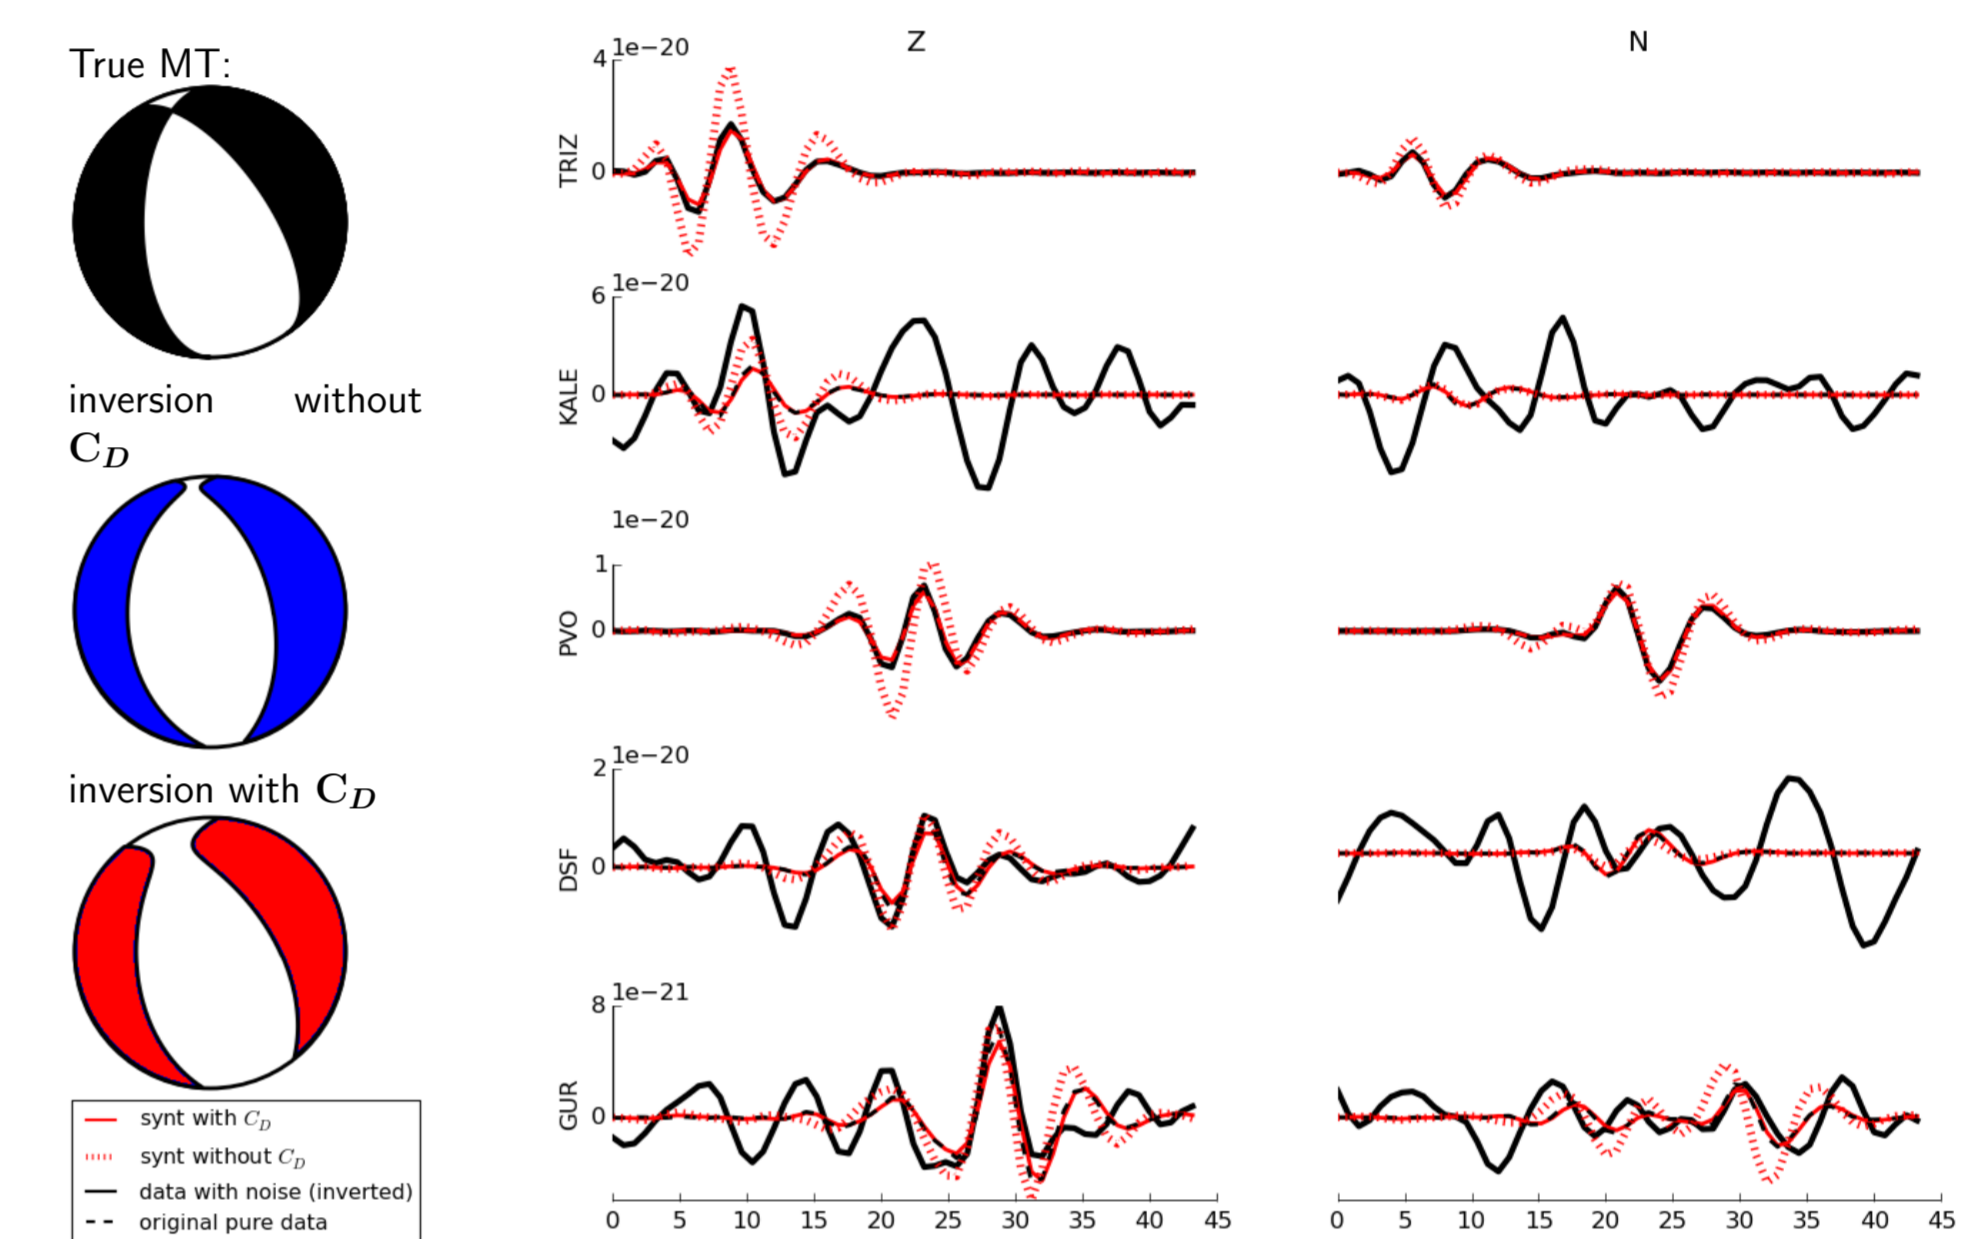 True MT:
inversion without
C_D
inversion with C_D
synt with C_D
synt without C_D
data with noise (inverted)
original pure data
Z
N
1e−20
4
0
TRIZ
1e−20
6
0
KALE
1e−20
1
0
PVO
1e−20
2
0
DSF
1e−21
8
0
GUR
0 5 10 15 20 25 30 35 40 45
0 5 10 15 20 25 30 35 40 45